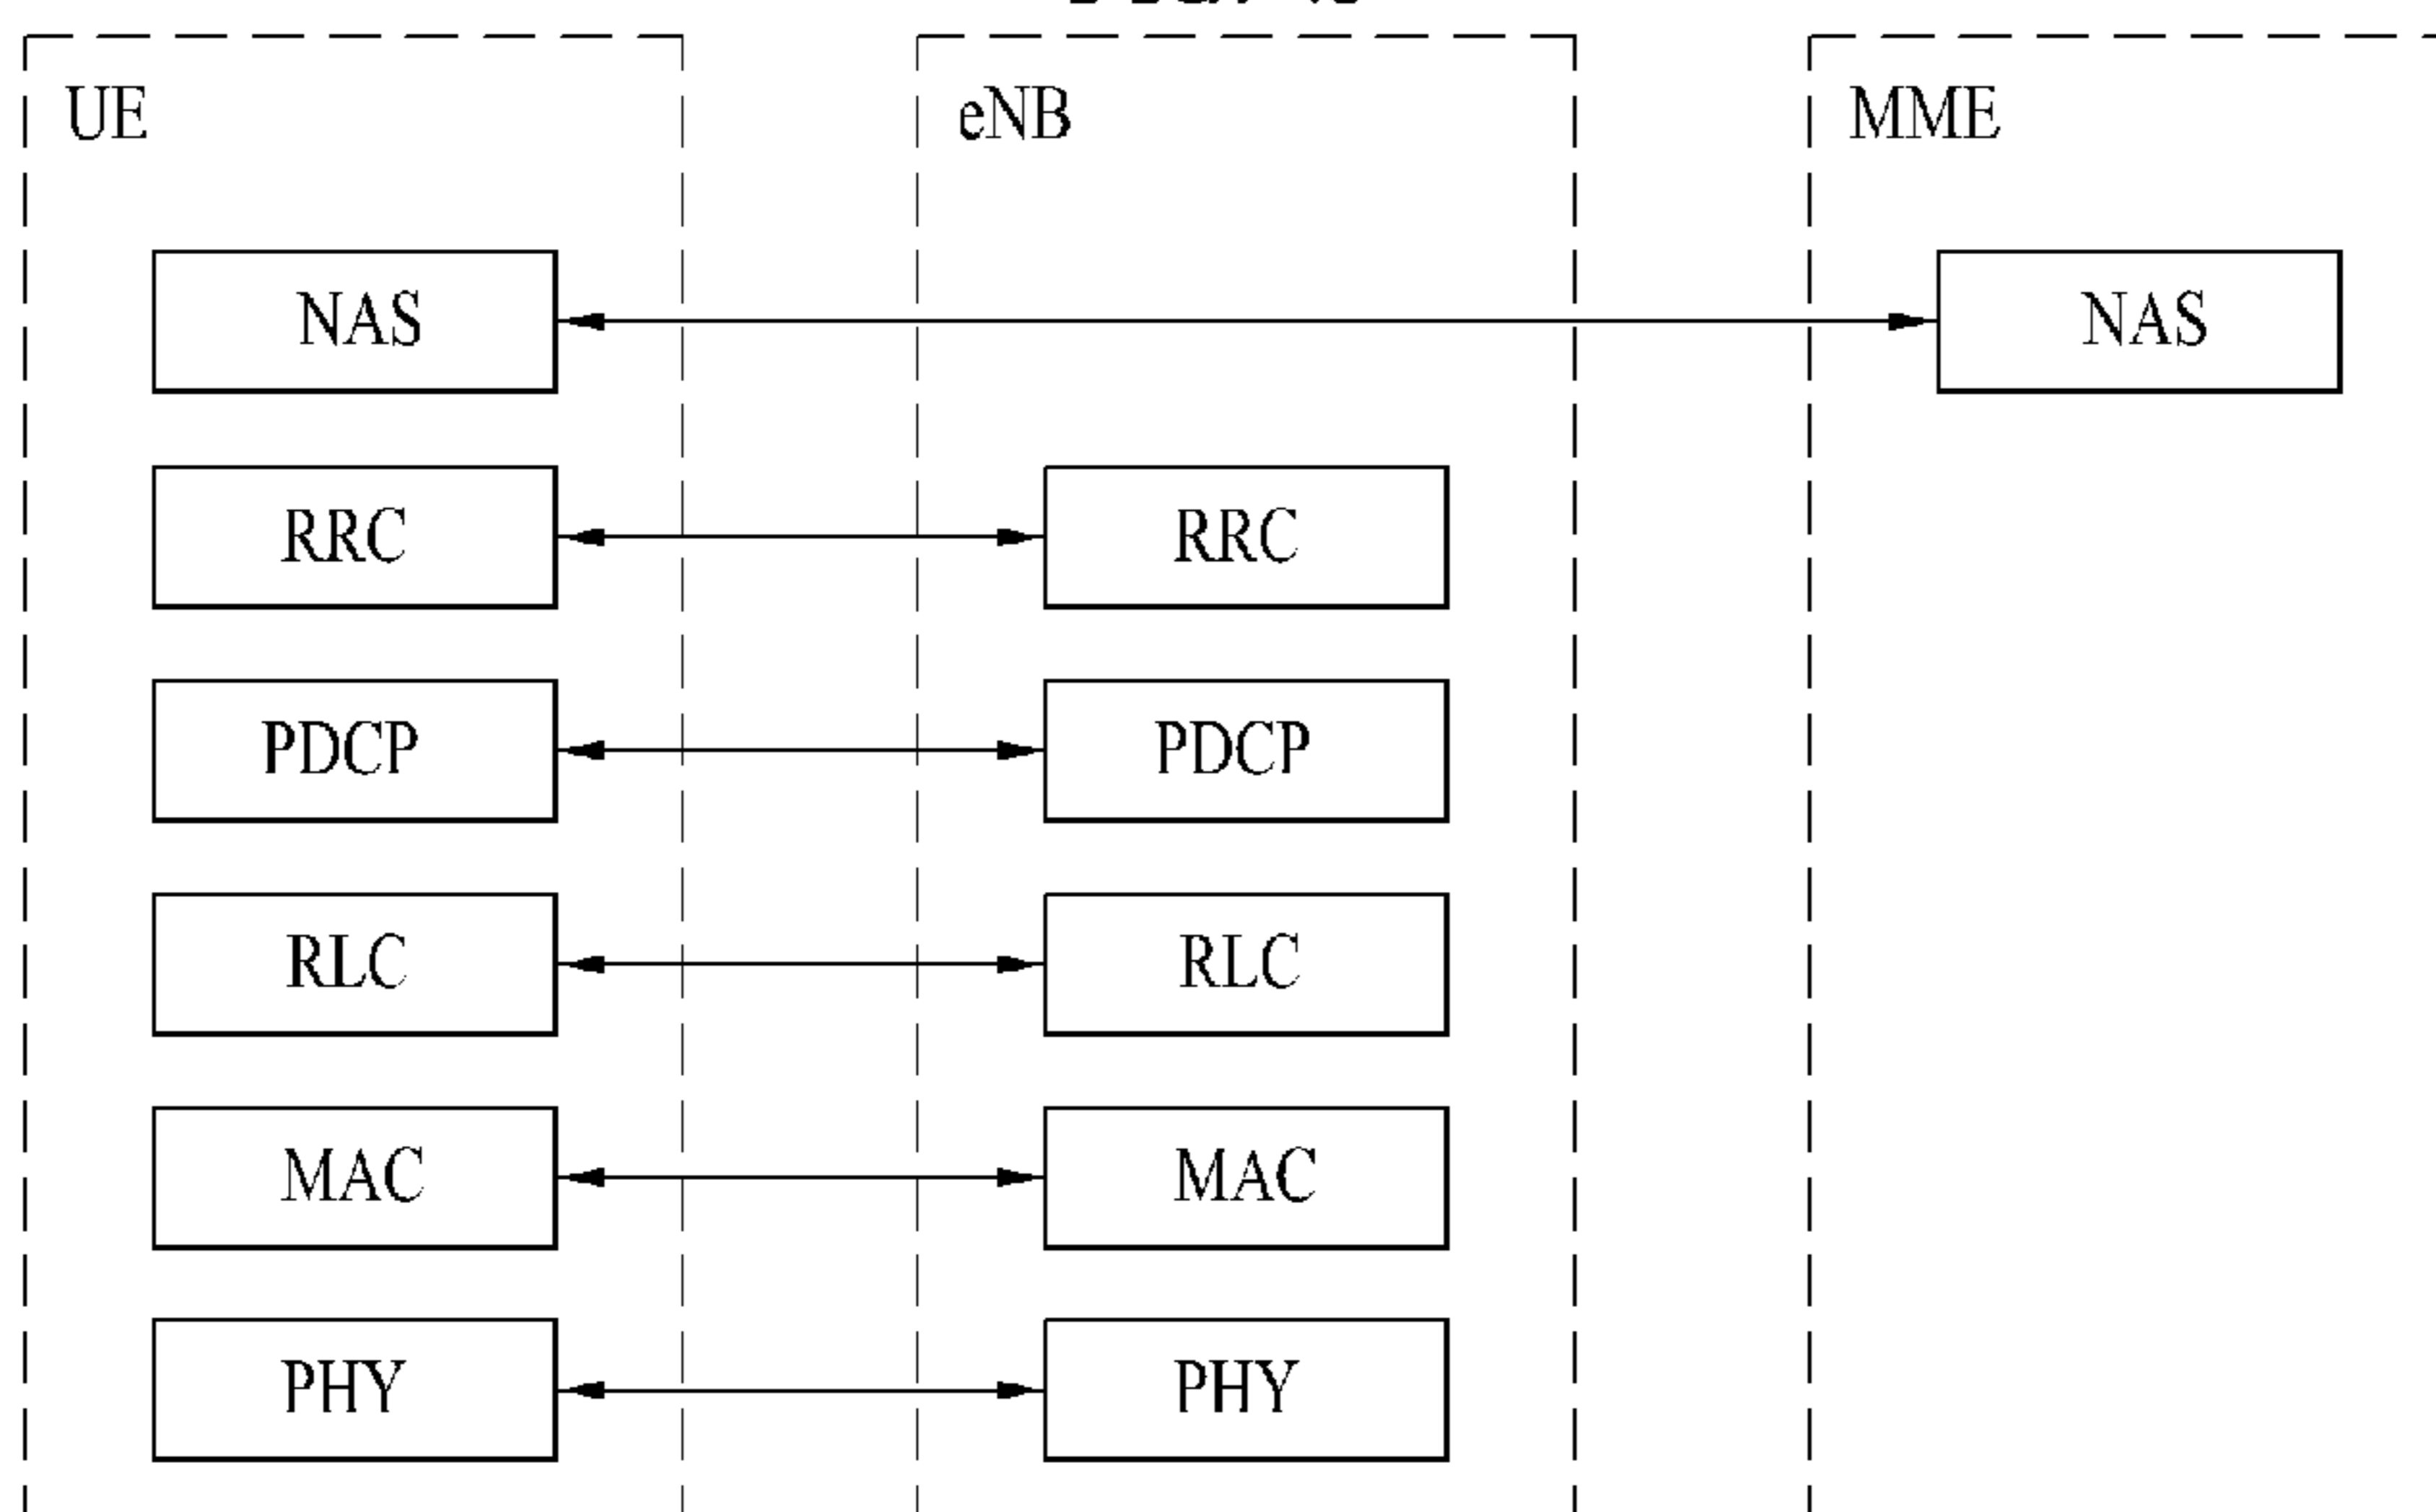 UE eNB MME
NAS NAS
RRC RRC
PDCP PDCP
RLC RLC
MAC MAC
PHY PHY